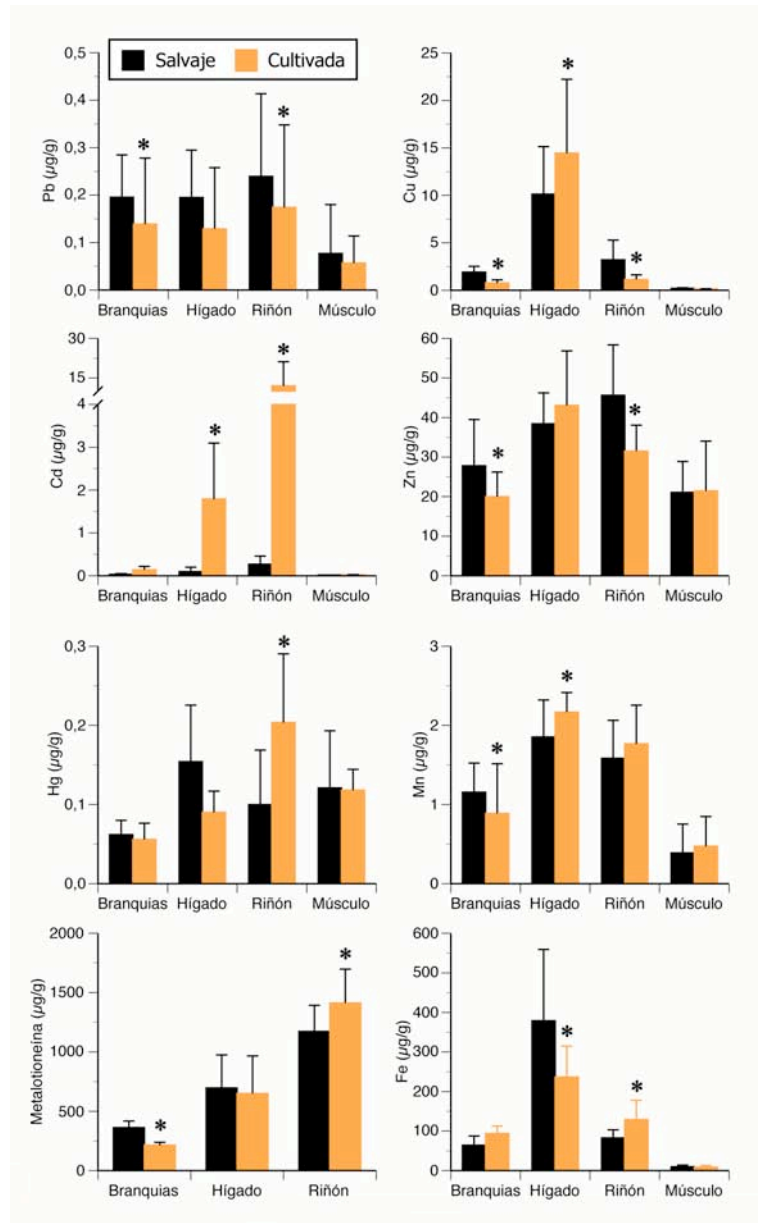 Salvaje Cultivada
Pb (µg/g)
0,5
0,4
0,3
0,2
0,1
0,0
* *
Branquias Hígado Riñón Músculo
Cu (µg/g)
25
20
15
10
5
0
* * *
Branquias Hígado Riñón Músculo
Cd (µg/g)
30
15
4
3
2
1
0
* *
Branquias Hígado Riñón Músculo
Zn (µg/g)
60
50
40
30
20
10
0
* *
Branquias Hígado Riñón Músculo
Hg (µg/g)
0,3
0,2
0,1
0,0
*
Branquias Hígado Riñón Músculo
Mn (µg/g)
3
2
1
0
* *
Branquias Hígado Riñón Músculo
Metalotioneína (µg/g)
2000
1500
1000
500
0
* *
Branquias Hígado Riñón
Fe (µg/g)
600
500
400
300
200
100
0
* *
Branquias Hígado Riñón Músculo